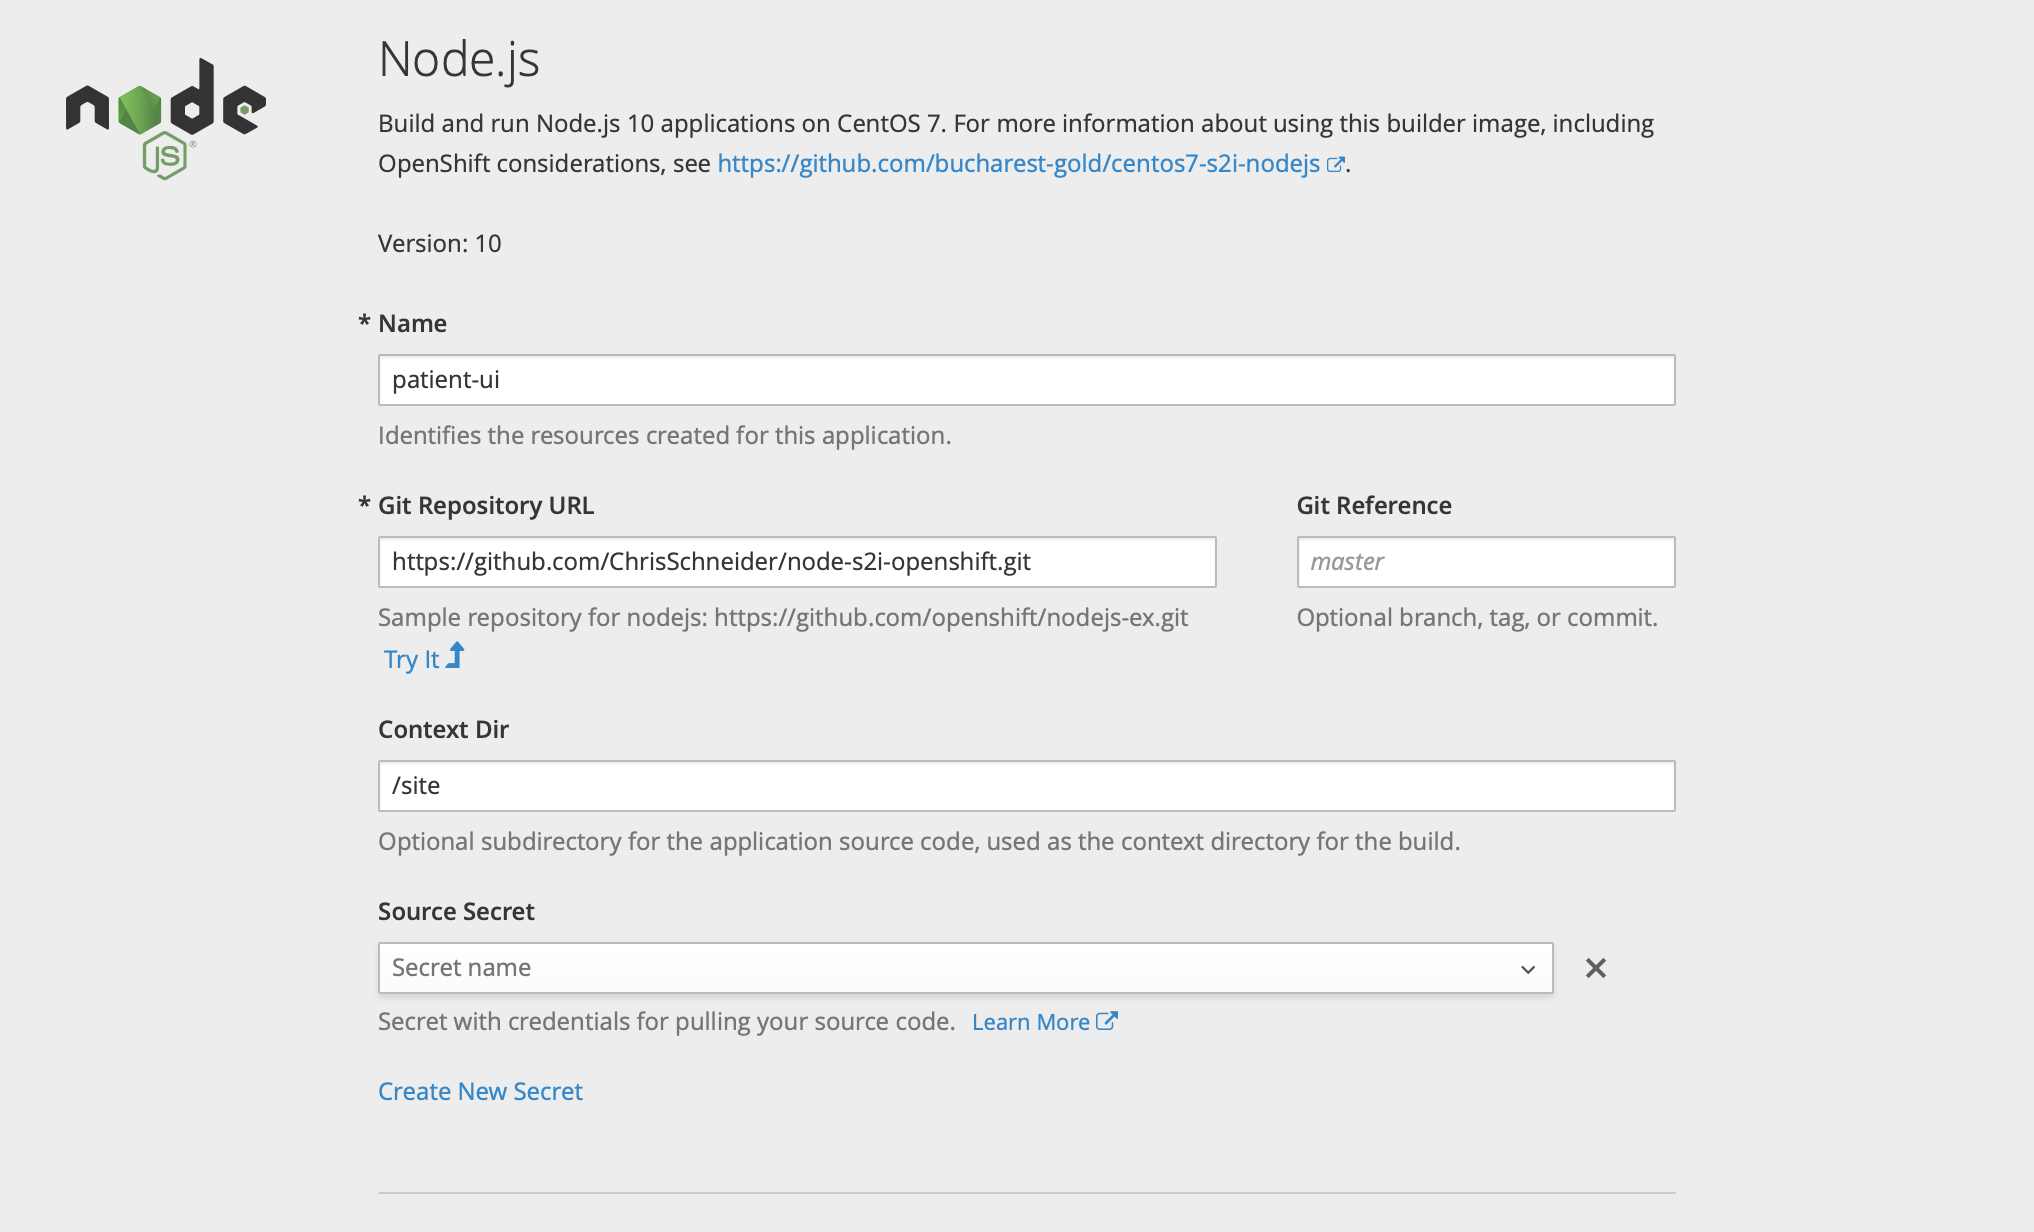 node
JS ®
Node.js
Build and run Node.js 10 applications on CentOS 7. For more information about using this builder image, including
OpenShift considerations, see https://github.com/bucharest-gold/centos7-s2i-nodejs.
Version: 10
* Name
patient-ui
Identifies the resources created for this application.
* Git Repository URL
https://github.com/ChrisSchneider/node-s2i-openshift.git
Sample repository for nodejs: https://github.com/openshift/nodejs-ex.git
Try It
Git Reference
master
Optional branch, tag, or commit.
Context Dir
/site
Optional subdirectory for the application source code, used as the context directory for the build.
Source Secret
Secret name
Secret with credentials for pulling your source code. Learn More
Create New Secret